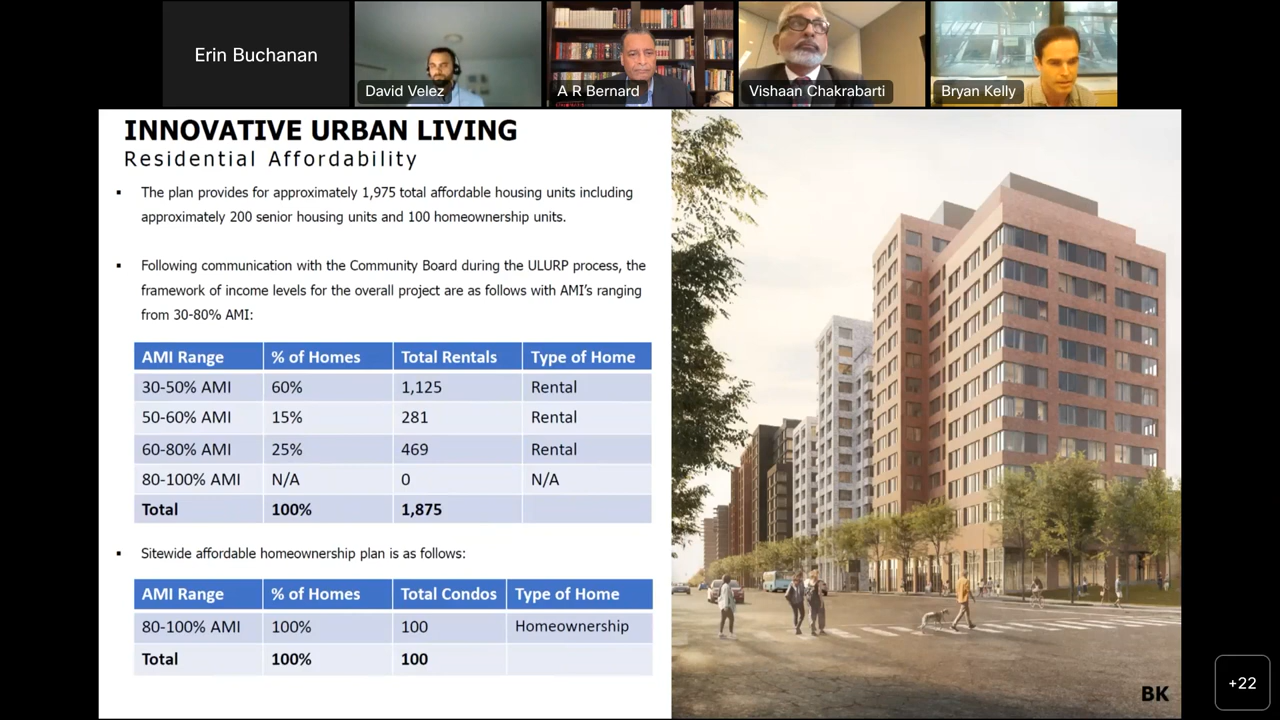 Erin Buchanan
David Velez
A R Bernard
Vishaan Chakrabarti
Bryan Kelly
INNOVATIVE URBAN LIVING
Residential Affordability
▪ The plan provides for approximately 1,975 total affordable housing units including
approximately 200 senior housing units and 100 homeownership units.
▪ Following communication with the Community Board during the ULURP process, the
framework of income levels for the overall project are as follows with AMI's ranging
from 30-80% AMI:
AMI Range % of Homes Total Rentals Type of Home
30-50% AMI 60% 1,125 Rental
50-60% AMI 15% 281 Rental
60-80% AMI 25% 469 Rental
80-100% AMI N/A 0 N/A
Total 100% 1,875
▪ Sitewide affordable homeownership plan is as follows:
AMI Range % of Homes Total Condos Type of Home
80-100% AMI 100% 100 Homeownership
Total 100% 100
BK
+22